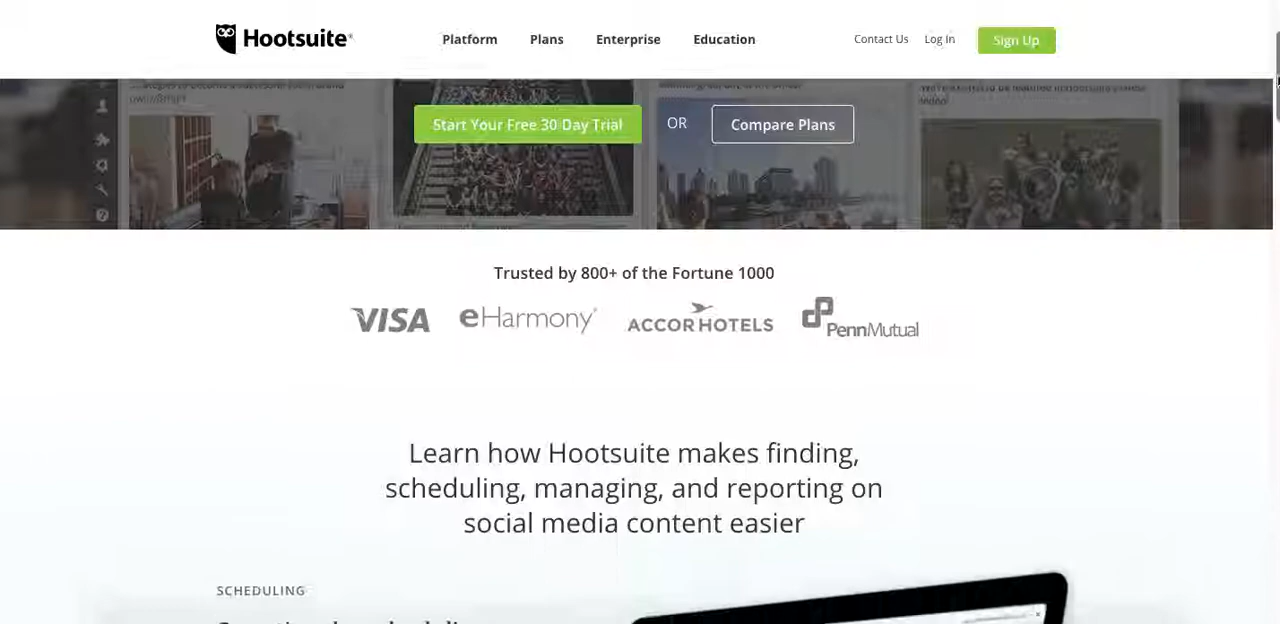 Hootsuite®
Platform
Plans
Enterprise
Education
Contact Us
Log In
Sign Up
Start Your Free 30 Day Trial
OR
Compare Plans
Trusted by 800+ of the Fortune 1000
VISA
eHarmony®
ACCORHOTELS
PennMutual
Learn how Hootsuite makes finding,
scheduling, managing, and reporting on
social media content easier
SCHEDULING